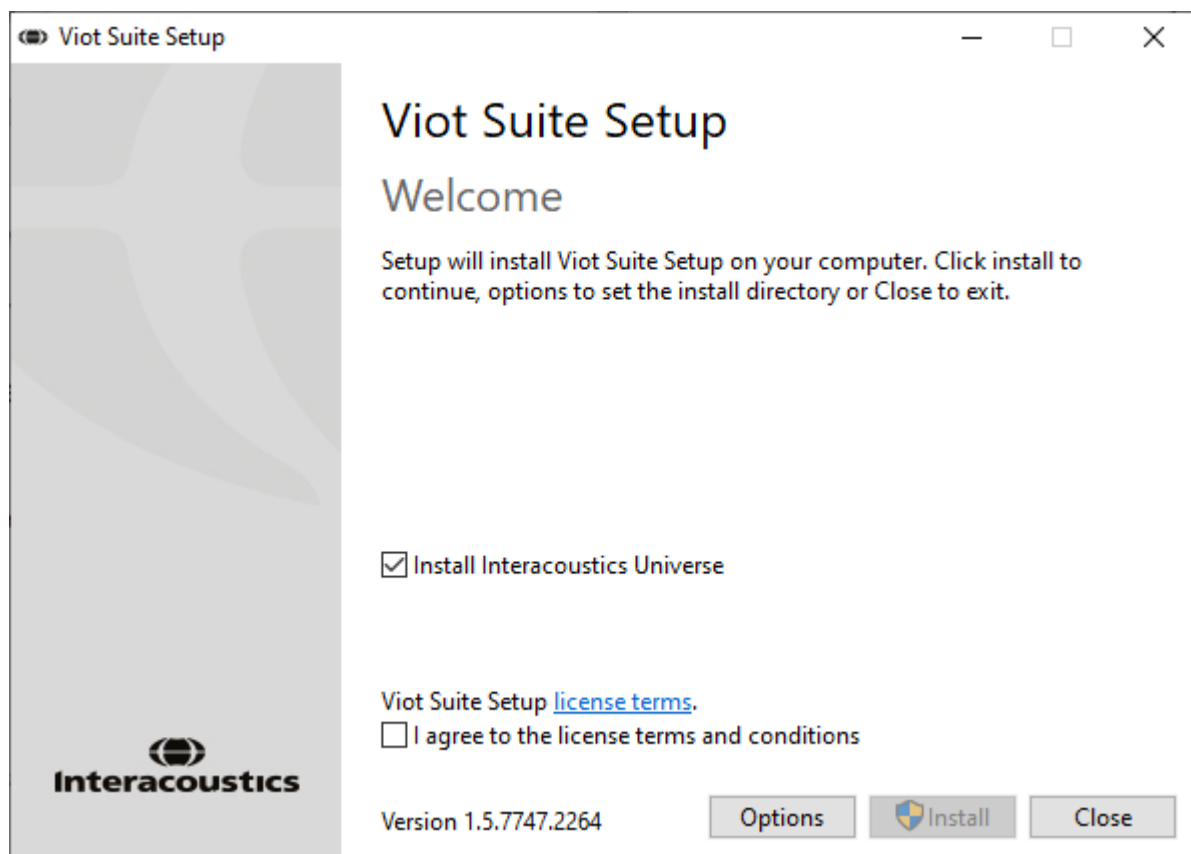 Viot Suite Setup
Viot Suite Setup
Welcome
Setup will install Viot Suite Setup on your computer. Click install to
continue, options to set the install directory or Close to exit.
Install Interacoustics Universe
Viot Suite Setup license terms.
I agree to the license terms and conditions
Interacoustics
Version 1.5.7747.2264
Options
Install
Close